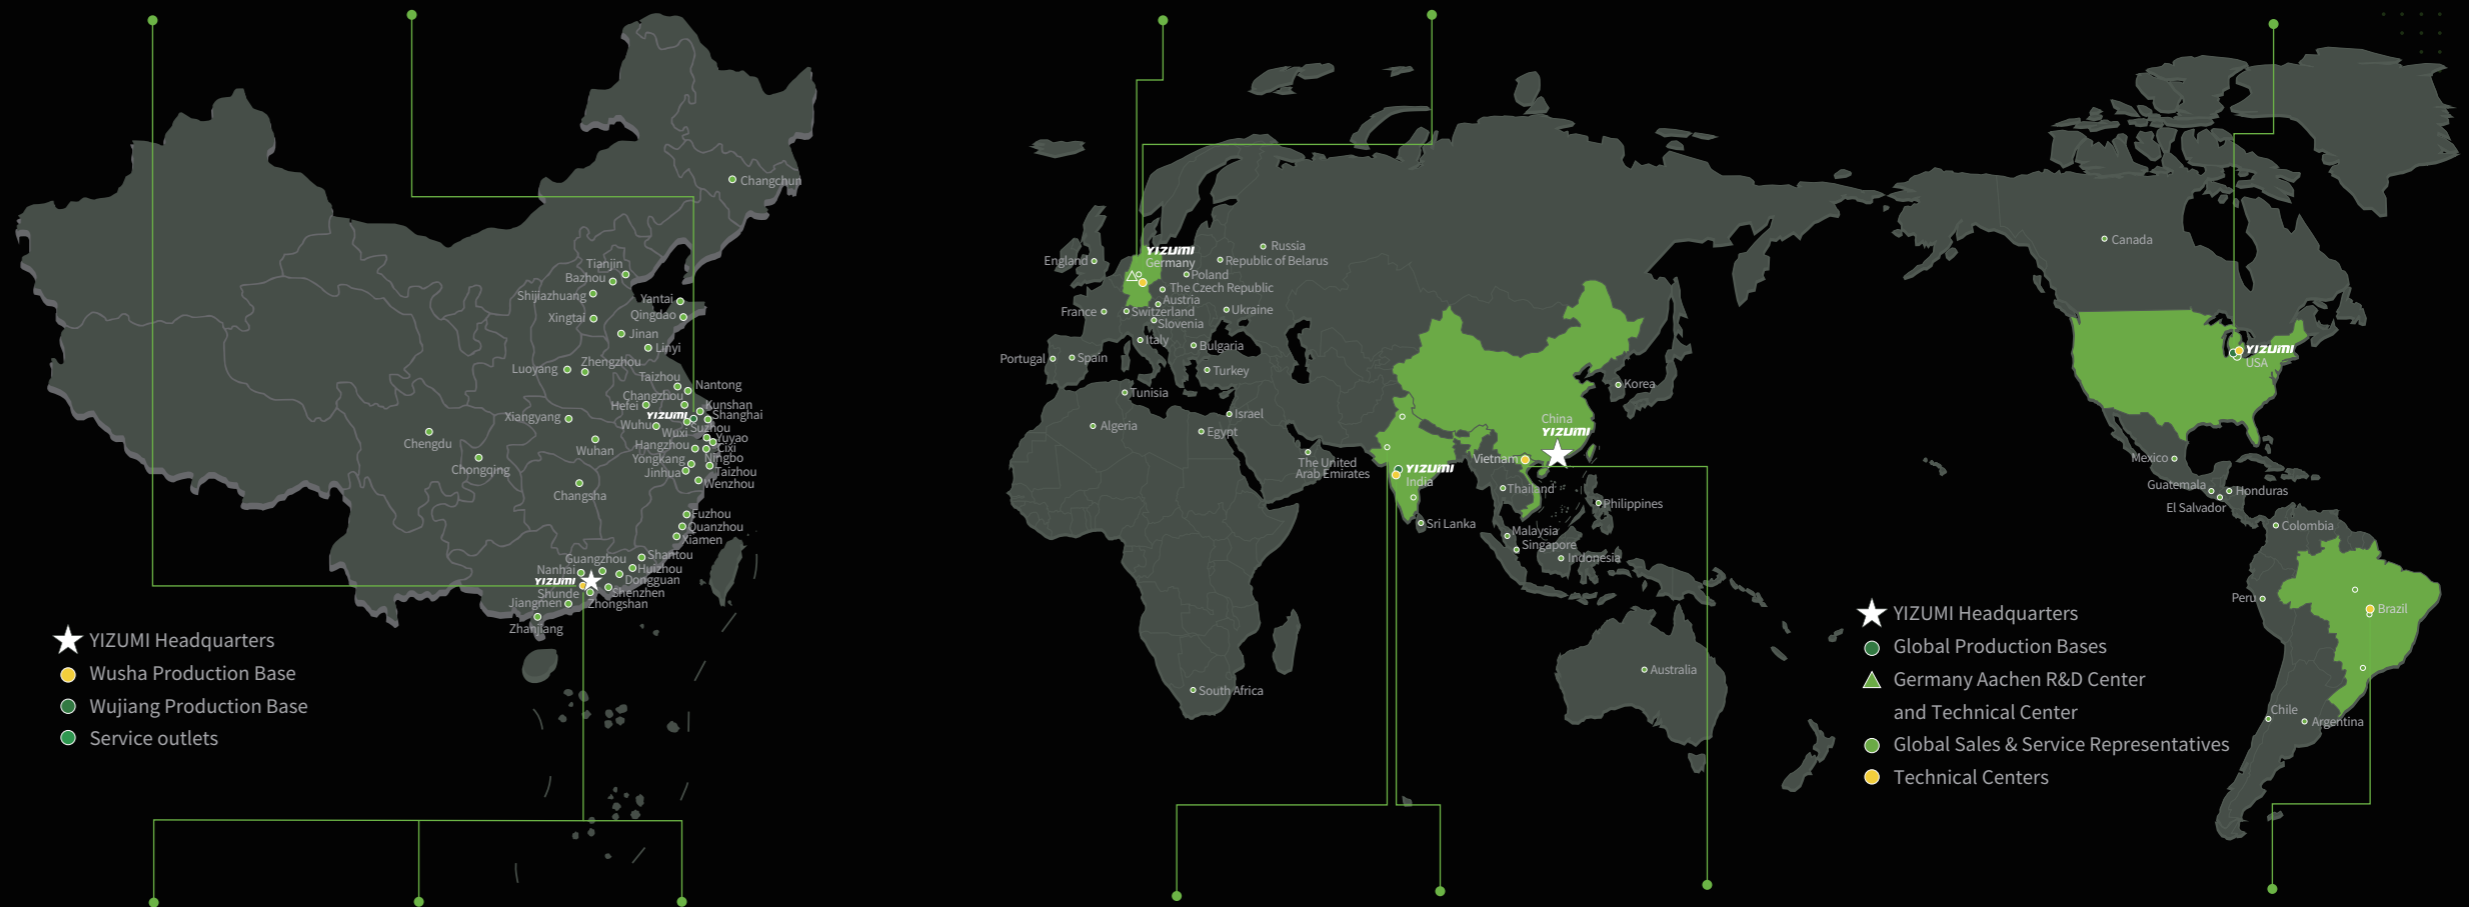 Changchun
Tianjin
Bazhou
Shijiazhuang
Yantai
Xingtai
Qingdao
Jinan
Linyi
Zhengzhou
Luoyang
Taizhou
Nantong
Changzhou
Hefei
Kunshan
YIZUMI
Shanghai
Xiangyang
Wuhu
Suzhou
Wuxi
Yuyao
Chengdu
Hangzhou
Cixi
Wuhan
Yongkang
Ningbo
Chongqing
Jinhua
Taizhou
Wenzhou
Changsha
Fuzhou
Quanzhou
Xiamen
Shantou
Guangzhou
Nanhai
Huizhou
YIZUMI
Dongguan
Shunde
Shenzhen
Jiangmen
Zhongshan
Zhanjiang
YIZUMI Headquarters
Wusha Production Base
Wujiang Production Base
Service outlets
YIZUMI
Germany
England
Russia
Republic of Belarus
Poland
The Czech Republic
Austria
France
Switzerland
Ukraine
Slovenia
Italy
Bulgaria
Portugal
Spain
Turkey
Tunisia
Israel
Algeria
Egypt
The United
Arab Emirates
Korea
China
YIZUMI
Vietnam
YIZUMI
India
Thailand
Philippines
Sri Lanka
Malaysia
Singapore
Indonesia
Australia
South Africa
Canada
YIZUMI
USA
Mexico
Guatemala
Honduras
El Salvador
Colombia
Peru
Brazil
Chile
Argentina
YIZUMI Headquarters
Global Production Bases
Germany Aachen R&D Center
and Technical Center
Global Sales & Service Representatives
Technical Centers